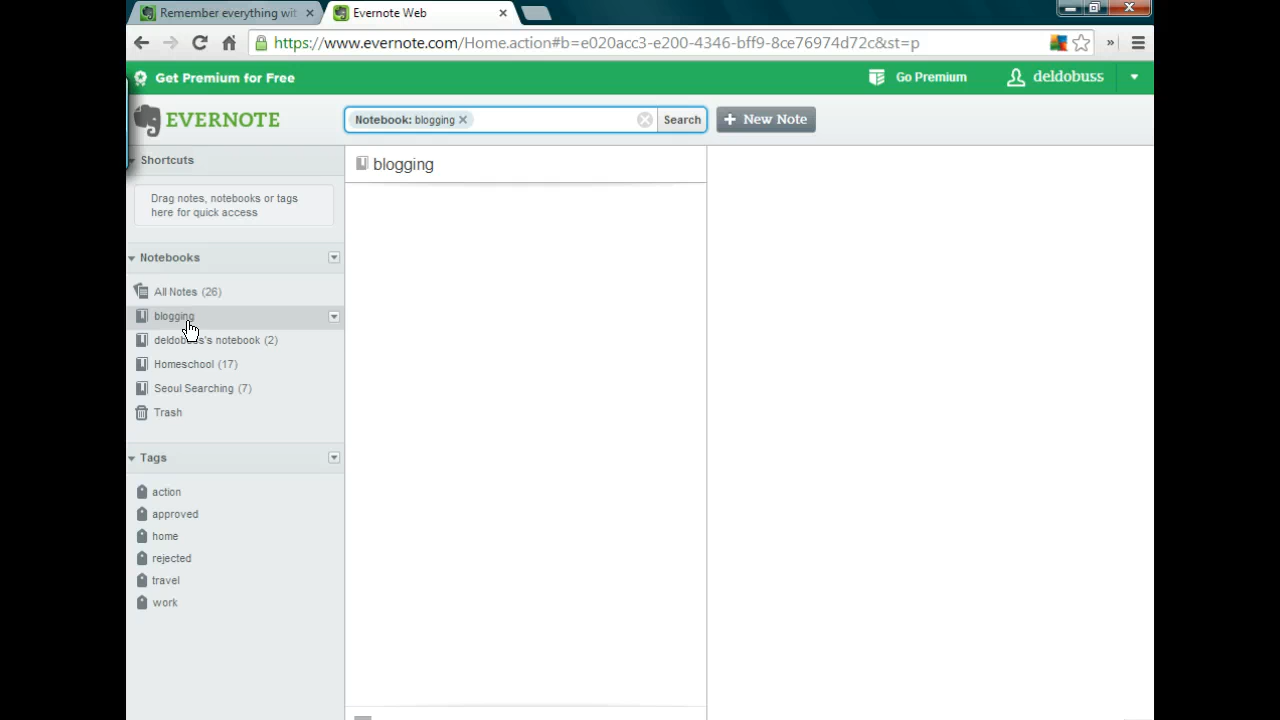 Remember everything wit
Evernote Web
https://www.evernote.com/Home.action#b=e020acc3-e200-4346-bff9-8ce76974d72c&st=p
Get Premium for Free
Go Premium
deldobuss
EVERNOTE
Notebook: blogging
Search
+ New Note
Shortcuts
Drag notes, notebooks or tags
here for quick access
Notebooks
All Notes (26)
blogging
deldobuss's notebook (2)
Homeschool (17)
Seoul Searching (7)
Trash
Tags
action
approved
home
rejected
travel
work
blogging